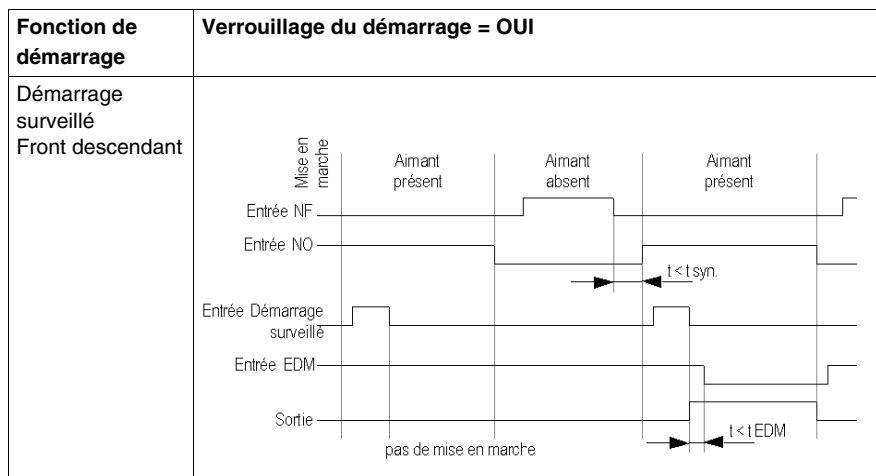 Fonction de
démarrage
Verrouillage du démarrage = OUI
Démarrage
surveillé
Front descendant
Mise en
marche
Aimant
présent
Aimant
absent
Aimant
présent
Entrée NF
Entrée NO
t < t syn.
Entrée Démarrage
surveillé
Entrée EDM
Sortie
t < t EDM
pas de mise en marche